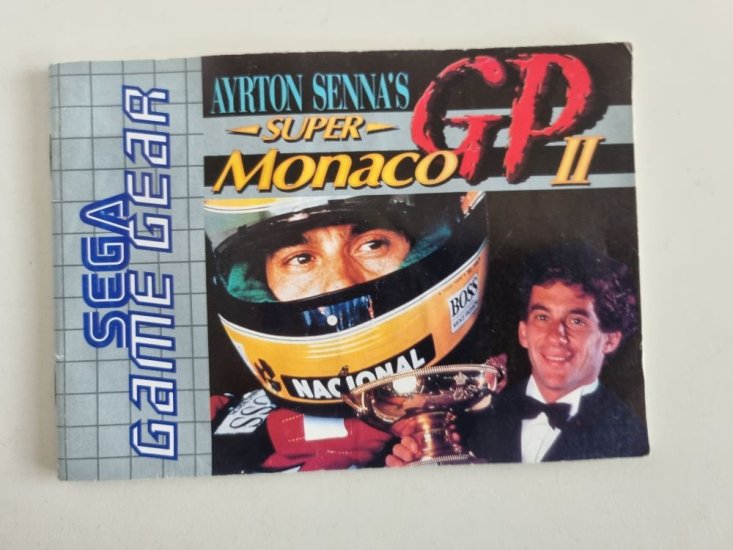 SEGA
GAME GEAR
AYRTON SENNA'S
SUPER
MONACO GP II
BOSS
NACIONAL